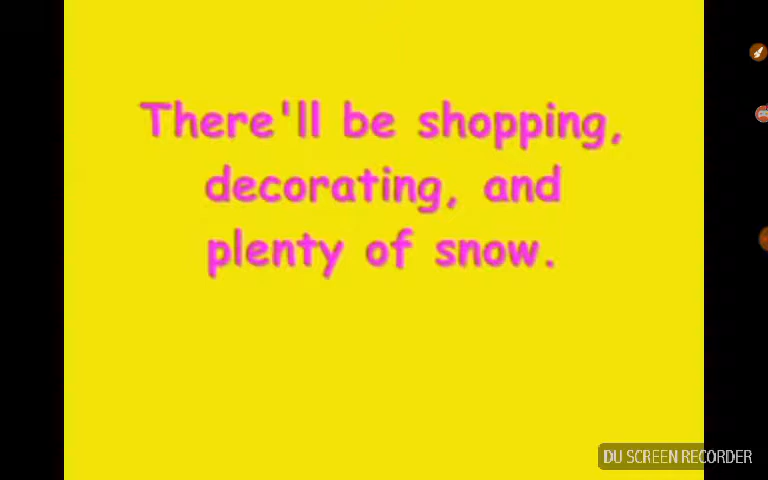 There'll be shopping,
decorating, and
plenty of snow.
DU SCREEN RECORDER